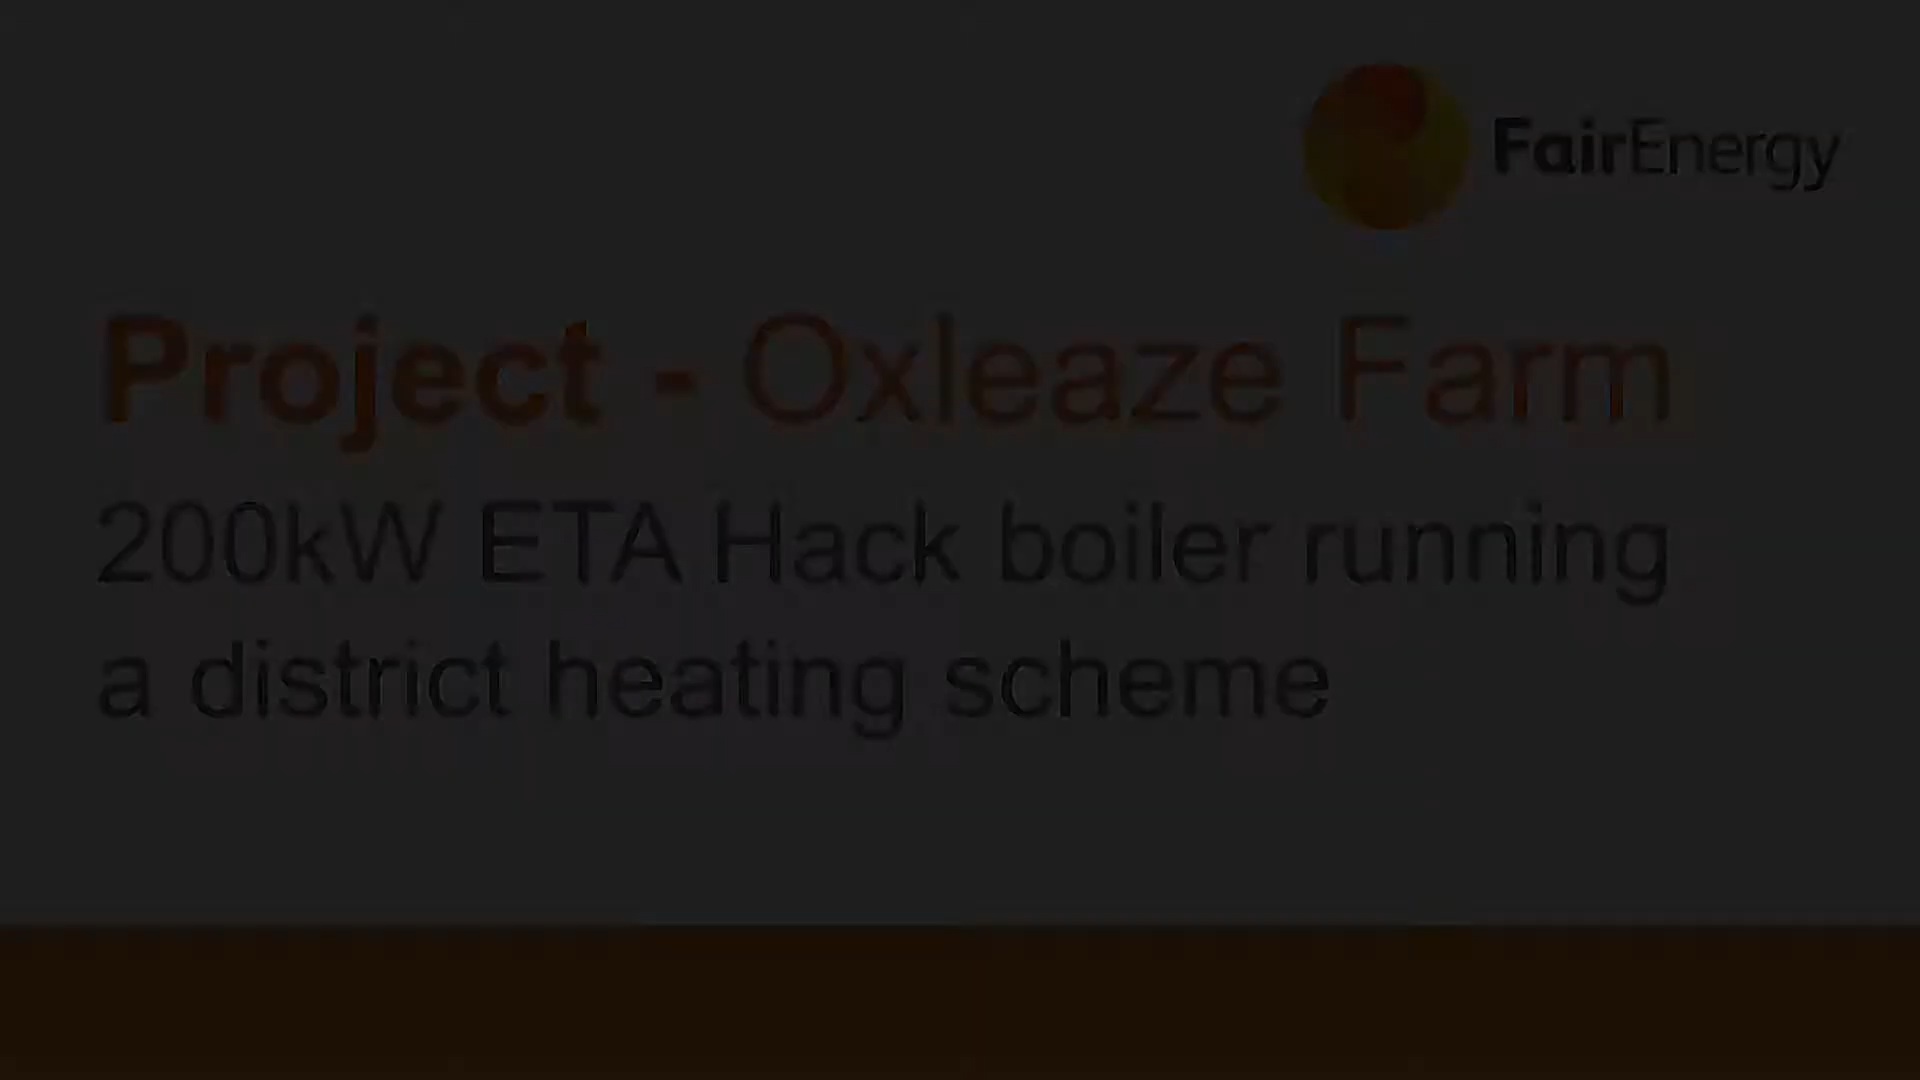 FairEnergy
Project - Oxleaze Farm
200kW ETA Hack boiler running
a district heating scheme